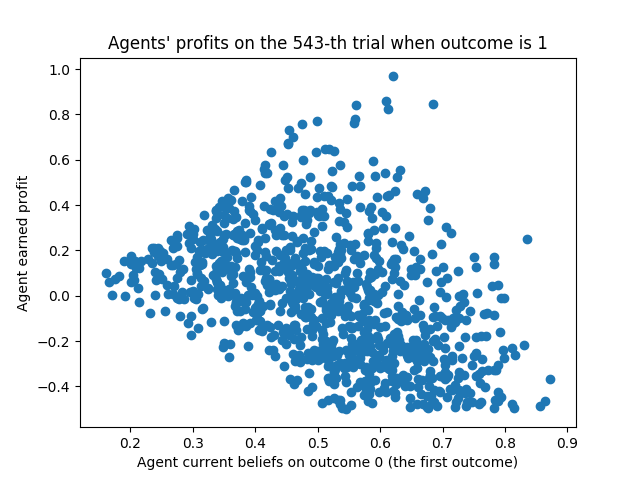 Agents' profits on the 543-th trial when outcome is 1
1.0
0.8
0.6
0.4
0.2
0.0
−0.2
−0.4
Agent earned profit
0.2 0.3 0.4 0.5 0.6 0.7 0.8 0.9
Agent current beliefs on outcome 0 (the first outcome)